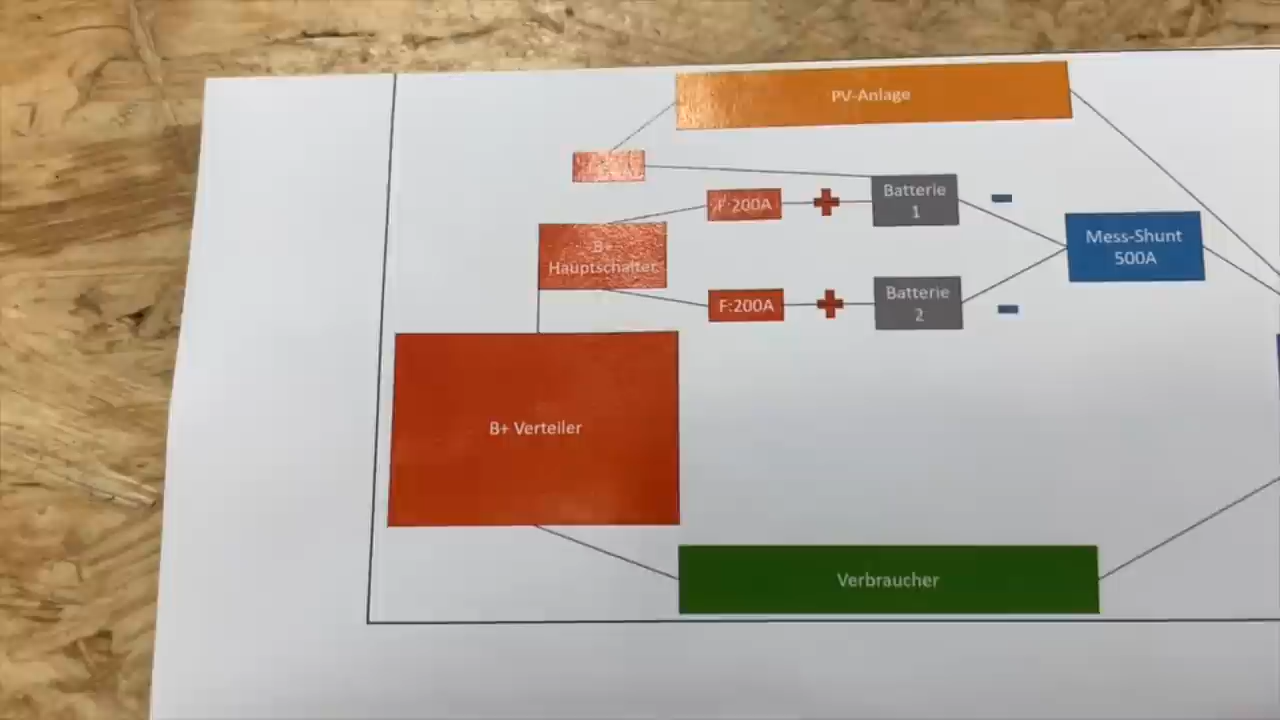 PV-Anlage
F:200A
Batterie
1
B+
Hauptschalter
Mess-Shunt
500A
F:200A
Batterie
2
B+ Verteiler
Verbraucher